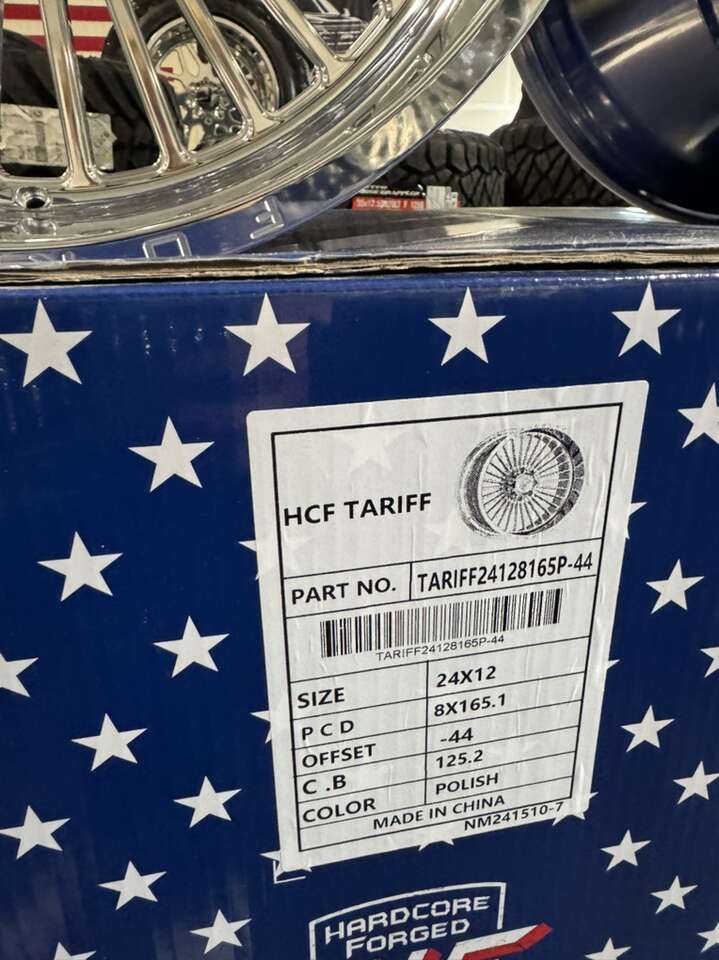 HCF TARIFF
PART NO. TARIFF24128165P-44
TARIFF24128165P-44
SIZE 24X12
P C D 8X165.1
OFFSET -44
C .B 125.2
COLOR POLISH
MADE IN CHINA
NM241510-7
HARDCORE
FORGED